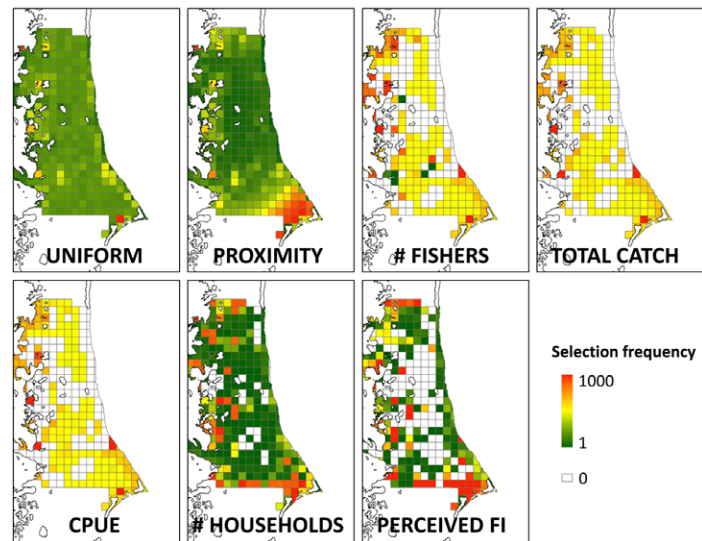 UNIFORM
PROXIMITY
# FISHERS
TOTAL CATCH
CPUE
# HOUSEHOLDS
PERCEIVED FI
Selection frequency
1000
1
0